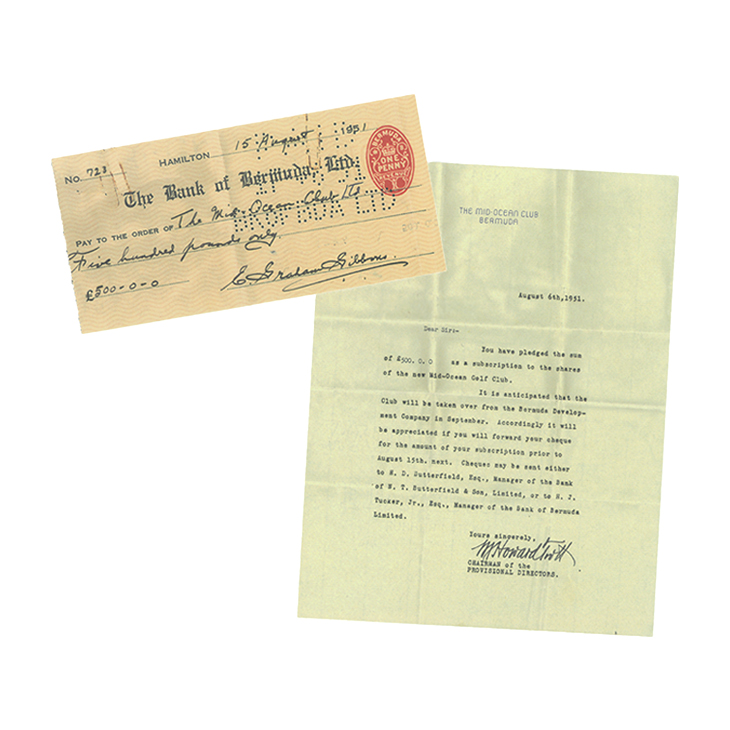 No. 723 HAMILTON 15 August 1951
The Bank of Bermuda, Ltd.
PAY TO THE ORDER OF The Mid-Ocean Club Ltd
Five hundred pounds only.
£500-0-0 E. Graham Gibbons.
BERMUDA
ONE
PENNY
REVENUE
THE MID-OCEAN CLUB
BERMUDA
August 6th, 1951.
Dear Sir:-
You have pledged the sum
of £500. 0. 0 as a subscription to the shares
of the new Mid-Ocean Golf Club.
It is anticipated that the
Club will be taken over from the Bermuda Develop-
ment Company in September. Accordingly it will
be appreciated if you will forward your cheque
for the amount of your subscription prior to
August 15th. next. Cheques may be sent either
to H. D. Butterfield, Esq., Manager of the Bank
of N. T. Butterfield & Son, Limited, or to H. J.
Tucker, Jr., Esq., Manager of the Bank of Bermuda
Limited.
Yours sincerely,
CHAIRMAN of the
PROVISIONAL DIRECTORS.